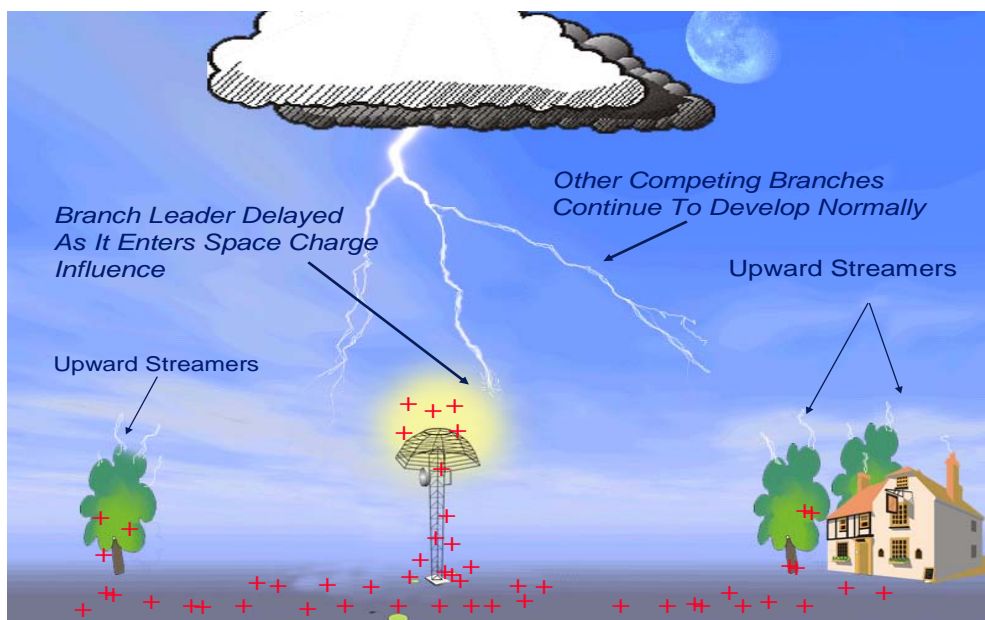 Other Competing Branches
Continue To Develop Normally
Branch Leader Delayed
As It Enters Space Charge
Influence
Upward Streamers
Upward Streamers